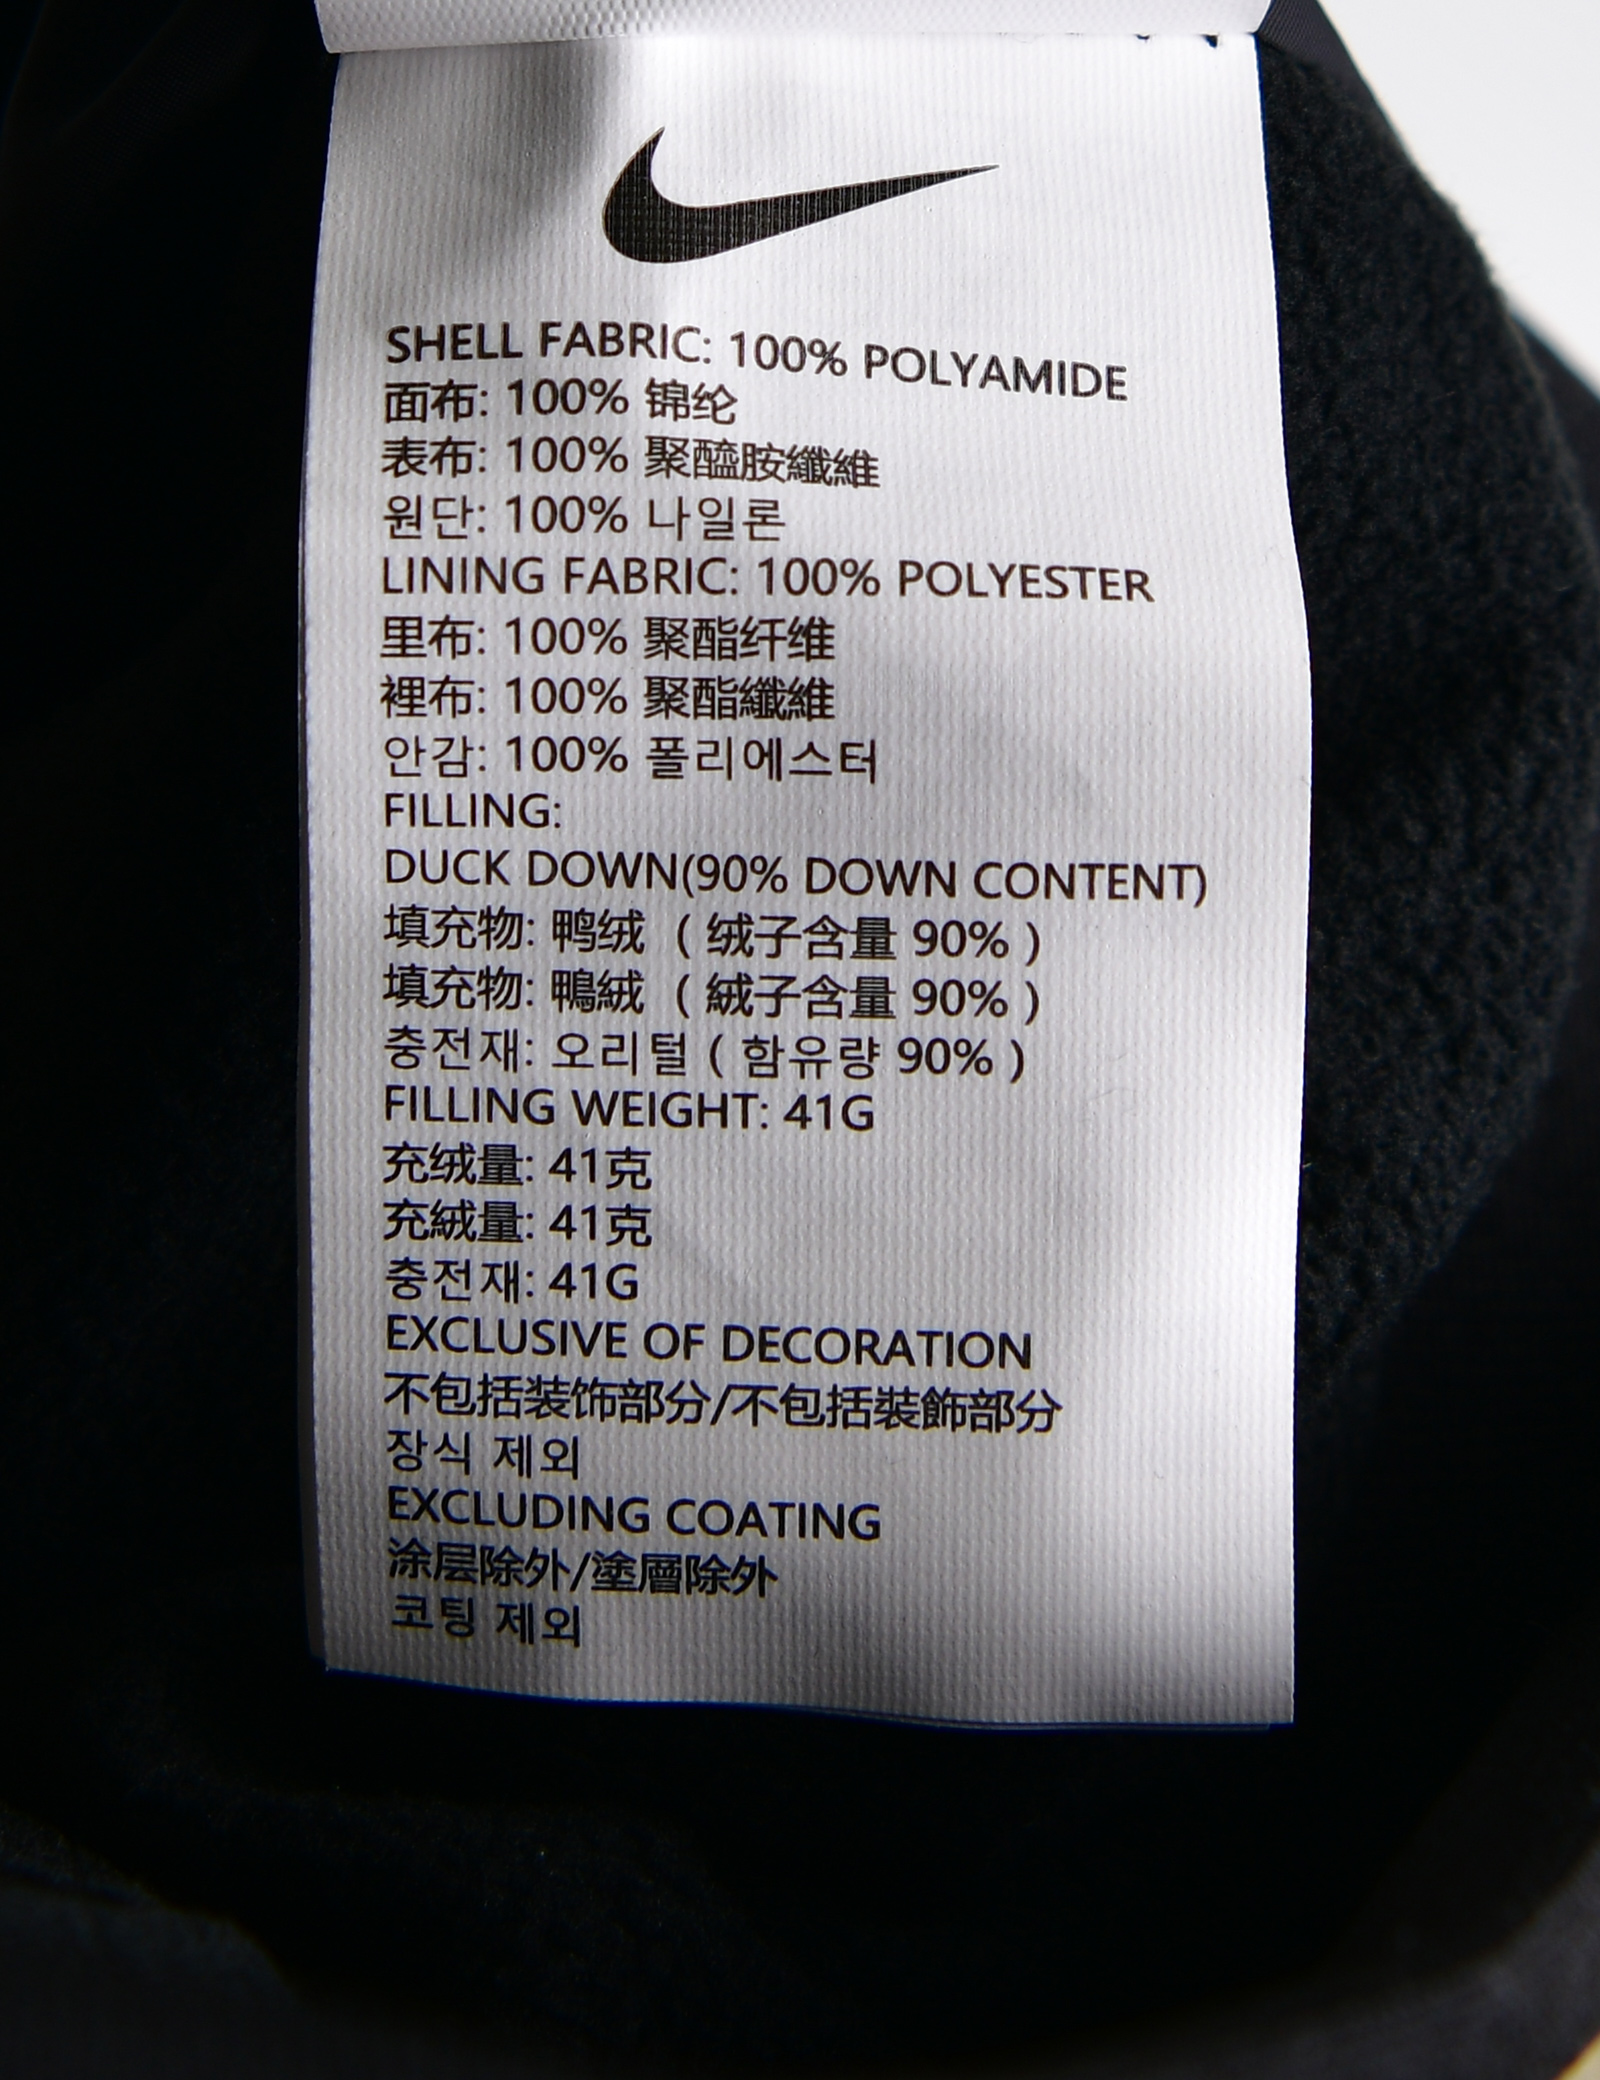 SHELL FABRIC: 100% POLYAMIDE
面布: 100% 锦纶
表布: 100% 聚醯胺纖維
원단: 100% 나일론
LINING FABRIC: 100% POLYESTER
里布: 100% 聚酯纤维
裡布: 100% 聚酯纖維
안감: 100% 폴리에스터
FILLING:
DUCK DOWN(90% DOWN CONTENT)
填充物: 鸭绒 ( 绒子含量 90% )
填充物: 鴨絨 ( 絨子含量 90% )
충전재: 오리털 ( 함유량 90% )
FILLING WEIGHT: 41G
充绒量: 41克
充絨量: 41克
충전재: 41G
EXCLUSIVE OF DECORATION
不包括装饰部分/不包括裝飾部分
장식 제외
EXCLUDING COATING
涂层除外/塗層除外
코팅 제외